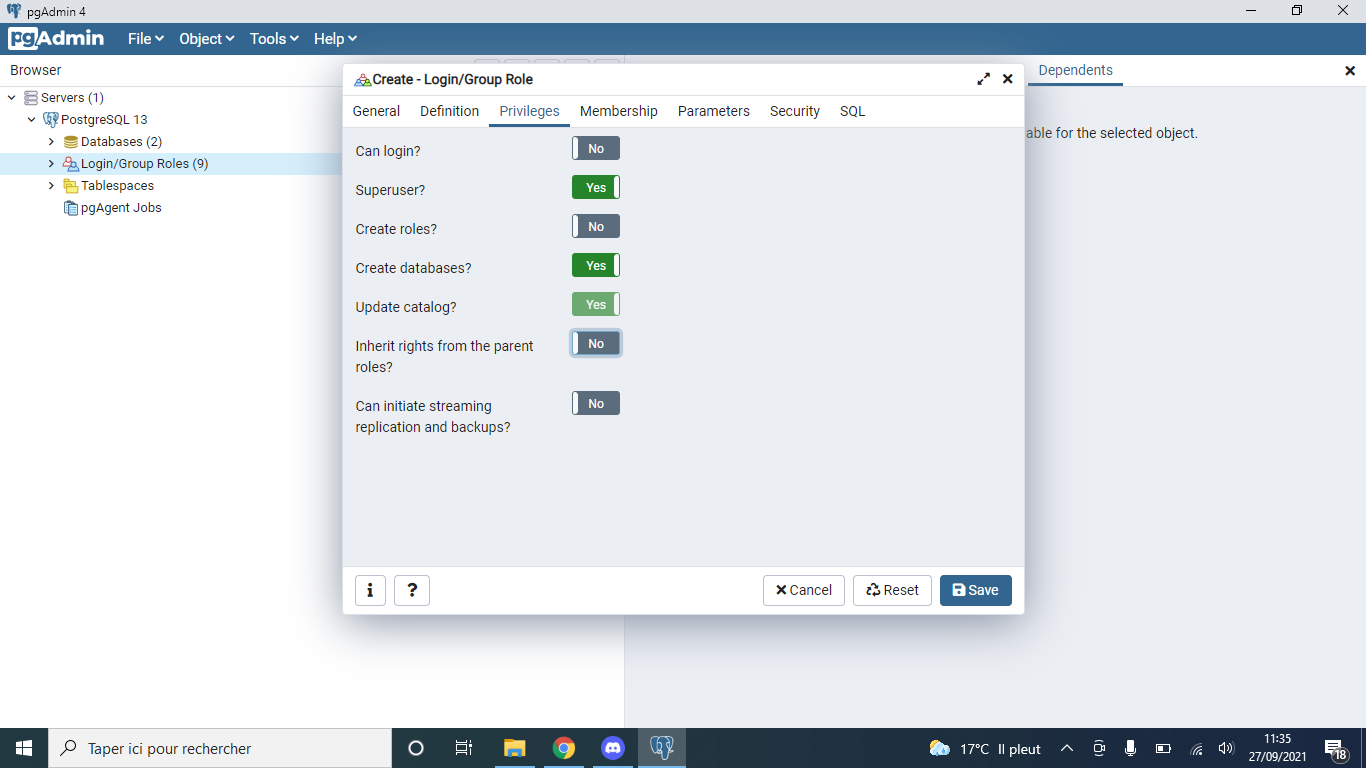 pgAdmin 4
pgAdmin File Object Tools Help
Browser
Dependents
Servers (1)
PostgreSQL 13
Databases (2)
Login/Group Roles (9)
Tablespaces
pgAgent Jobs
able for the selected object.
Create - Login/Group Role
General Definition Privileges Membership Parameters Security SQL
Can login? No
Superuser? Yes
Create roles? No
Create databases? Yes
Update catalog? Yes
Inherit rights from the parent No
roles?
Can initiate streaming No
replication and backups?
i ? Cancel Reset Save
Taper ici pour rechercher
17°C Il pleut
11:35
27/09/2021
18